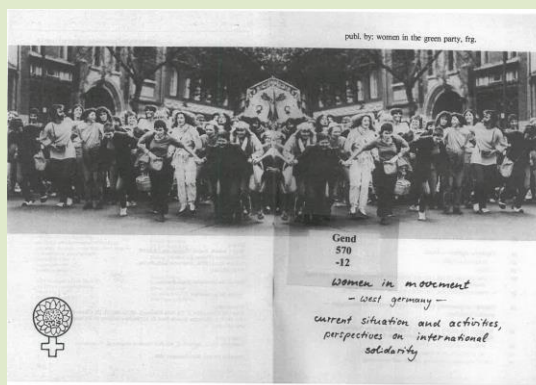 publ. by: women in the green party, frg.
Gend
570
-12
women in movement
- west germany -
current situation and activities,
perspectives on international
solidarity